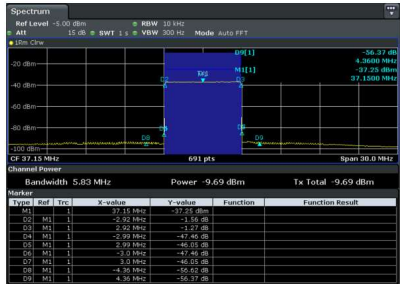 Spectrum
Ref Level -5.00 dBm RBW 10 kHz
Att 15 dB SWT 1 s VBW 300 Hz Mode Auto FFT
1Rm Clrw
D9[1] -56.37 dB
4.3600 MHz
M1[1] -37.25 dBm
37.1500 MHz
-20 dBm
D2 D3
-60 dBm
-80 dBm
D8 D9
-100 dBm
CF 37.15 MHz 691 pts Span 30.0 MHz
Channel Power
Bandwidth 5.83 MHz Power -9.69 dBm Tx Total -9.69 dBm
Marker
Type Ref Trc X-value Y-value Function Function Result
M1 1 37.15 MHz -37.25 dBm
D2 M1 1 -2.92 MHz -1.56 dB
D3 M1 1 2.92 MHz -1.27 dB
D4 M1 1 -2.99 MHz -47.46 dB
D5 M1 1 2.99 MHz -46.05 dB
D6 M1 1 -3.0 MHz -47.46 dB
D7 M1 1 3.0 MHz -46.05 dB
D8 M1 1 -4.36 MHz -56.62 dB
D9 M1 1 4.36 MHz -56.37 dB